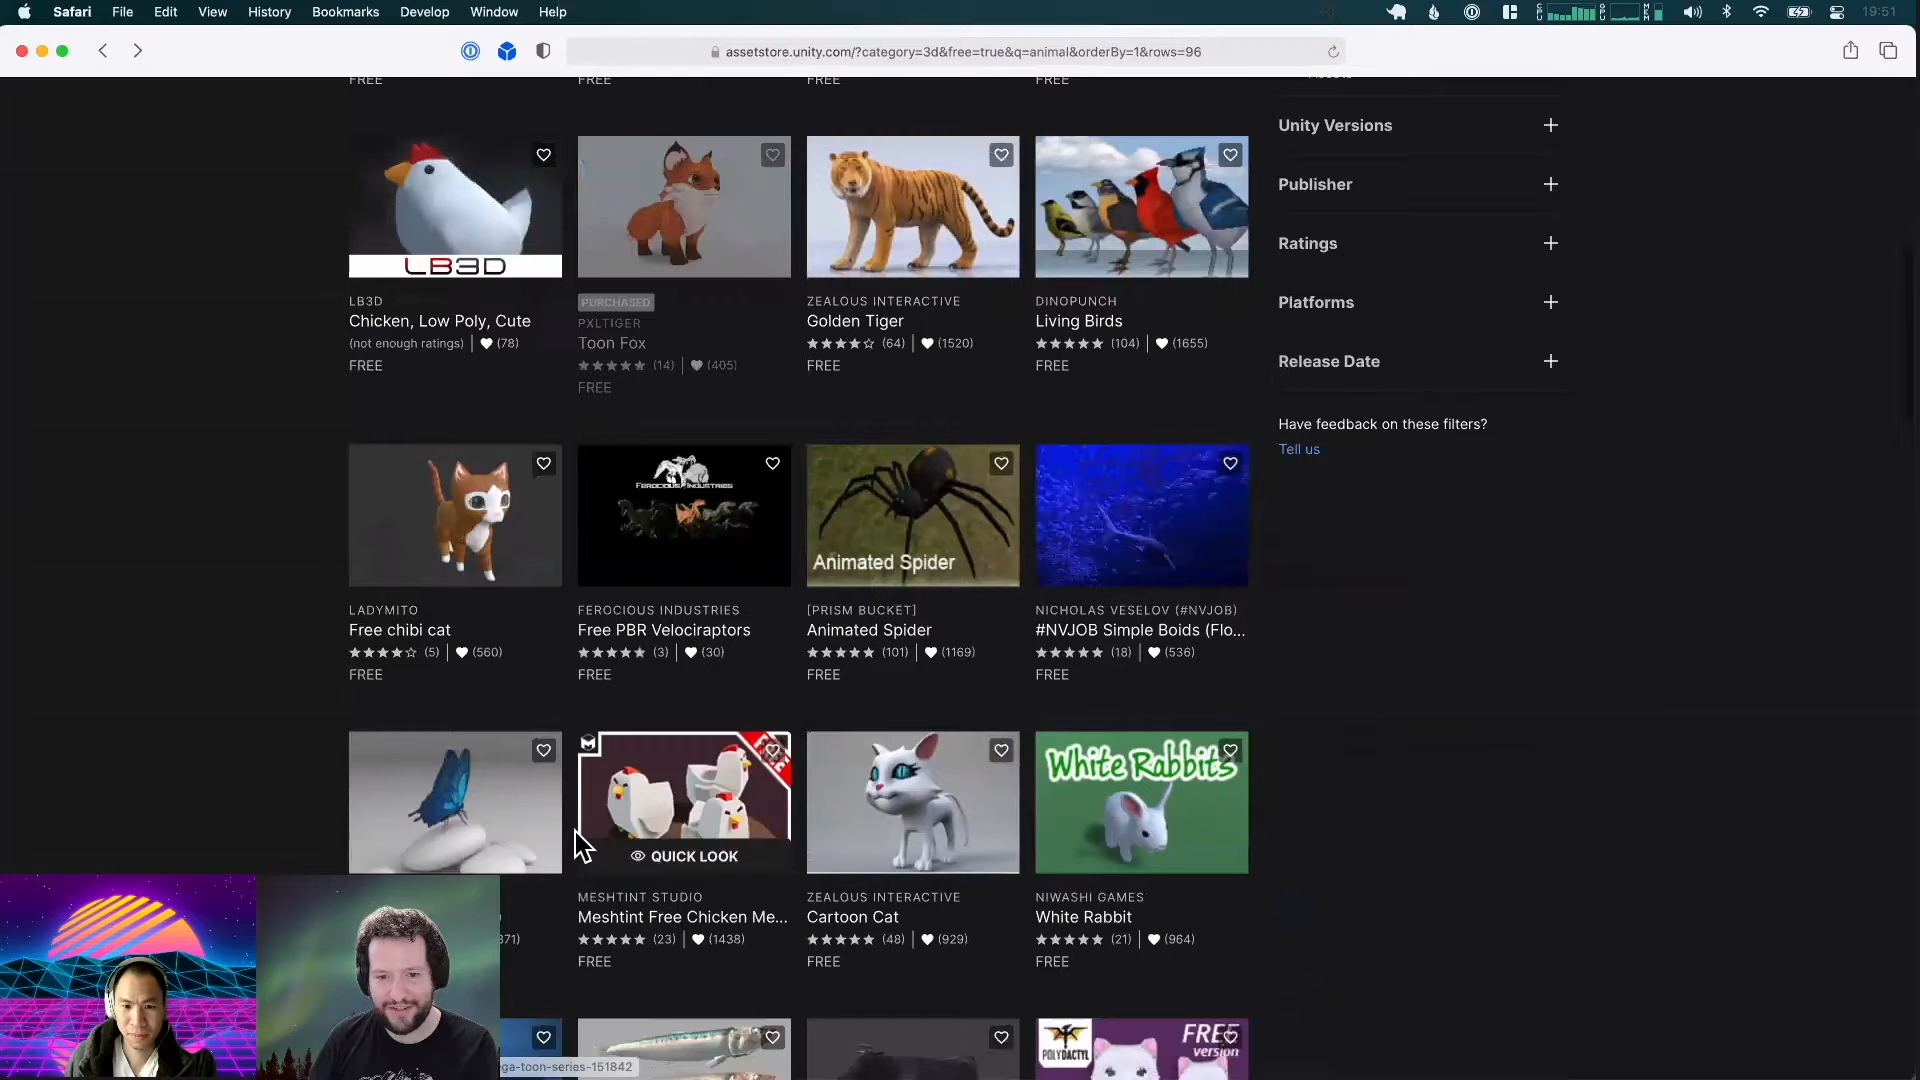 Safari File Edit View History Bookmarks Develop Window Help 19:51
assetstore.unity.com/?category=3d&free=true&q=animal&orderBy=1&rows=96
FREE FREE FREE FREE
Unity Versions
Publisher
Ratings
Platforms
Release Date
Have feedback on these filters?
Tell us
LB3D
LB3D
Chicken, Low Poly, Cute
(not enough ratings) (78)
FREE
PURCHASED
PXLTIGER
Toon Fox
(14) (405)
FREE
ZEALOUS INTERACTIVE
Golden Tiger
(64) (1520)
FREE
DINOPUNCH
Living Birds
(104) (1655)
FREE
LADYMITO
Free chibi cat
(5) (560)
FREE
FEROCIOUS INDUSTRIES
FEROCIOUS INDUSTRIES
Free PBR Velociraptors
(3) (30)
FREE
Animated Spider
[PRISM BUCKET]
Animated Spider
(101) (1169)
FREE
NICHOLAS VESELOV (#NVJOB)
#NVJOB Simple Boids (Flo...
(18) (536)
FREE
371)
FREE
QUICK LOOK
MESHTINT STUDIO
Meshtint Free Chicken Me...
(23) (1438)
FREE
ZEALOUS INTERACTIVE
Cartoon Cat
(48) (929)
FREE
White Rabbits
NIWASHI GAMES
White Rabbit
(21) (964)
FREE
POLYDACTYL
FREE
version
ga-toon-series-151842